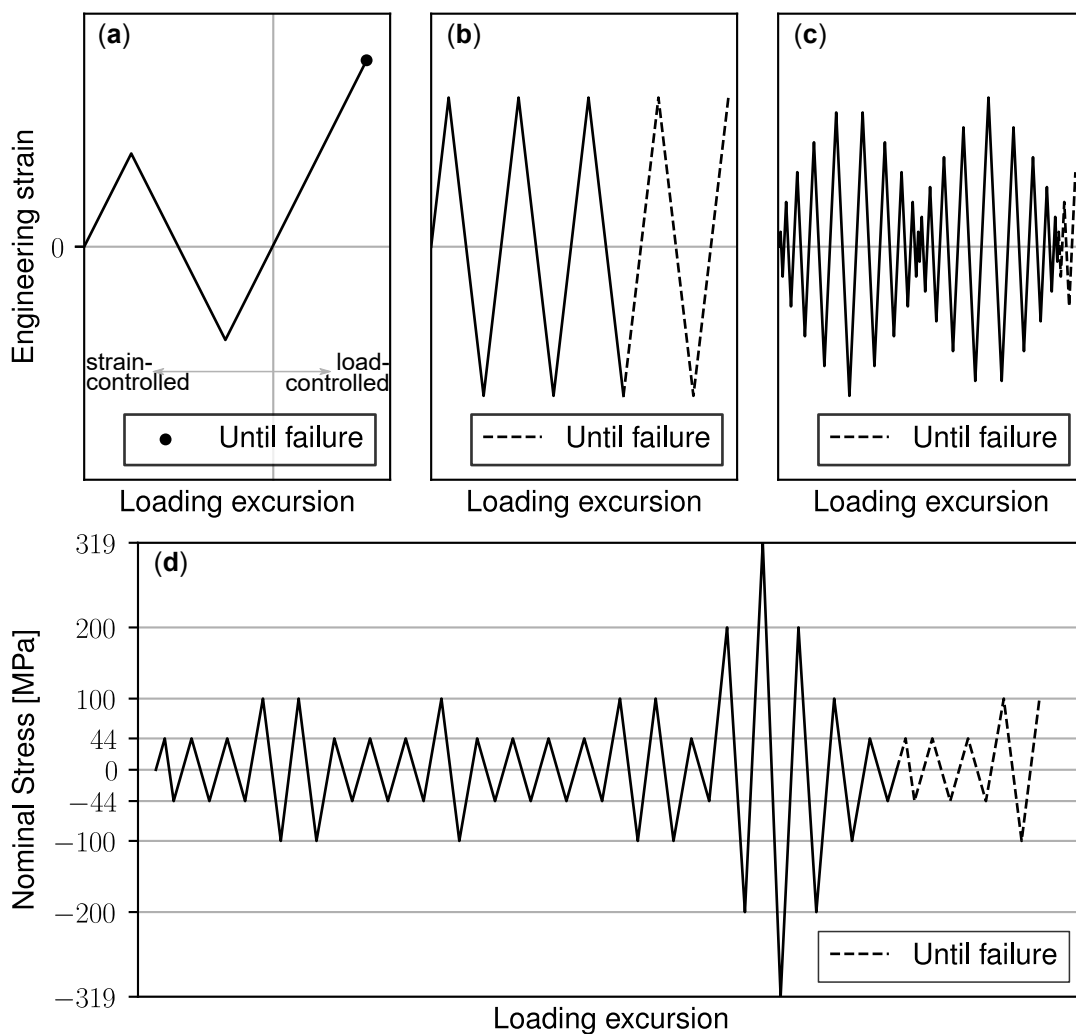 (a)
(b)
(c)
Engineering strain
0
strain-
controlled
load-
controlled
Until failure
Until failure
Until failure
Loading excursion
Loading excursion
Loading excursion
(d)
Nominal Stress [MPa]
319
200
100
44
0
−44
−100
−200
−319
Until failure
Loading excursion